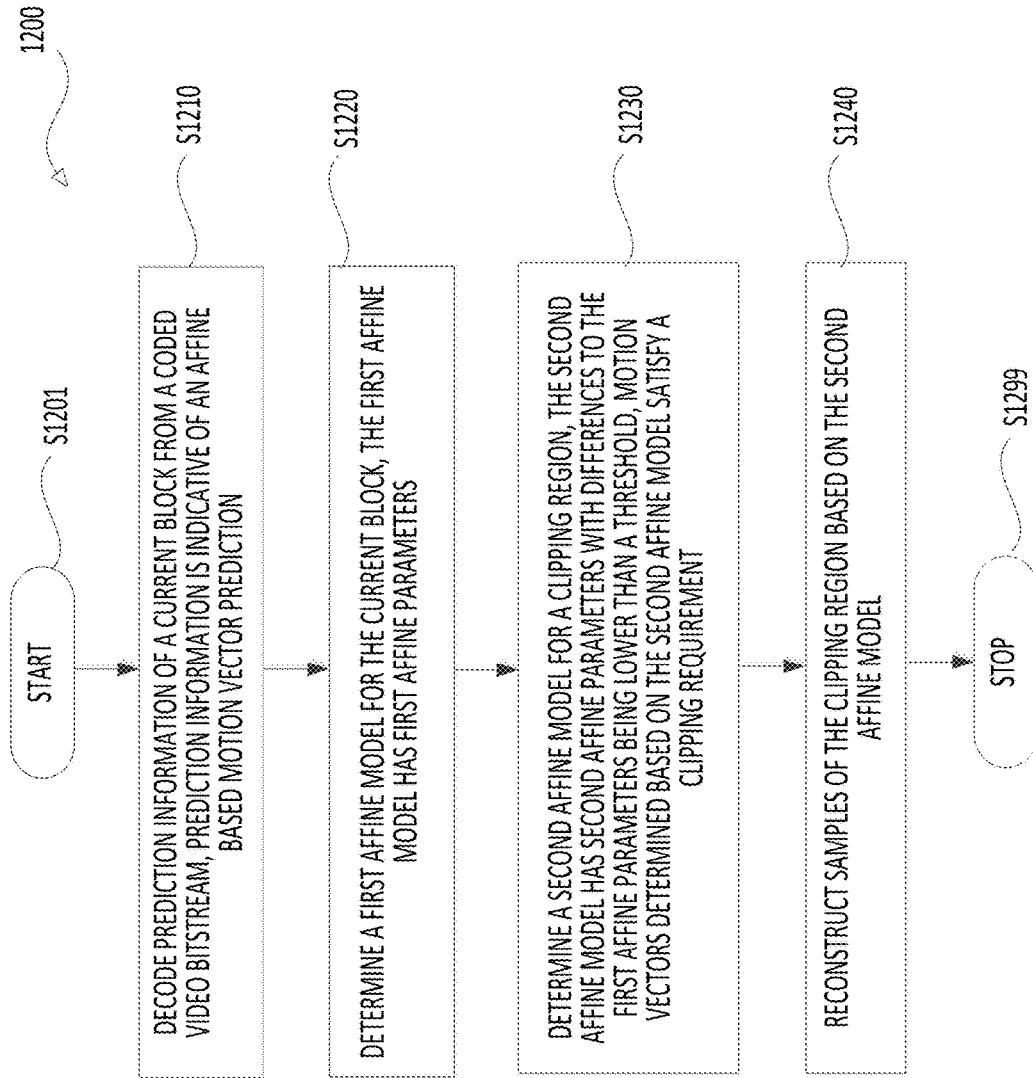 1200
START
S1201
DECODE PREDICTION INFORMATION OF A CURRENT BLOCK FROM A CODED
VIDEO BITSTREAM, PREDICTION INFORMATION IS INDICATIVE OF AN AFFINE
BASED MOTION VECTOR PREDICTION
S1210
DETERMINE A FIRST AFFINE MODEL FOR THE CURRENT BLOCK, THE FIRST AFFINE
MODEL HAS FIRST AFFINE PARAMETERS
S1220
DETERMINE A SECOND AFFINE MODEL FOR A CLIPPING REGION, THE SECOND
AFFINE MODEL HAS SECOND AFFINE PARAMETERS WITH DIFFERENCES TO THE
FIRST AFFINE PARAMETERS BEING LOWER THAN A THRESHOLD, MOTION
VECTORS DETERMINED BASED ON THE SECOND AFFINE MODEL SATISFY A
CLIPPING REQUIREMENT
S1230
RECONSTRUCT SAMPLES OF THE CLIPPING REGION BASED ON THE SECOND
AFFINE MODEL
S1240
STOP
S1299